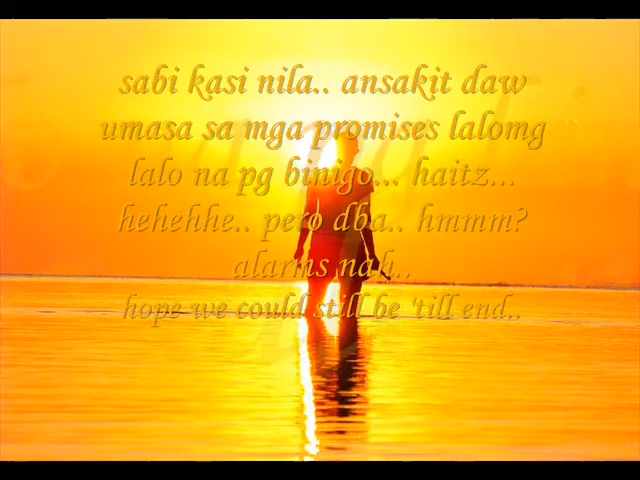 sabi kasi nila.. ansakit daw
umasa sa mga promises lalomg
lalo na pg binigo... haitz...
hehehhe.. pero dba.. hmmm?
alarms nah..
hope we could still be 'till end..